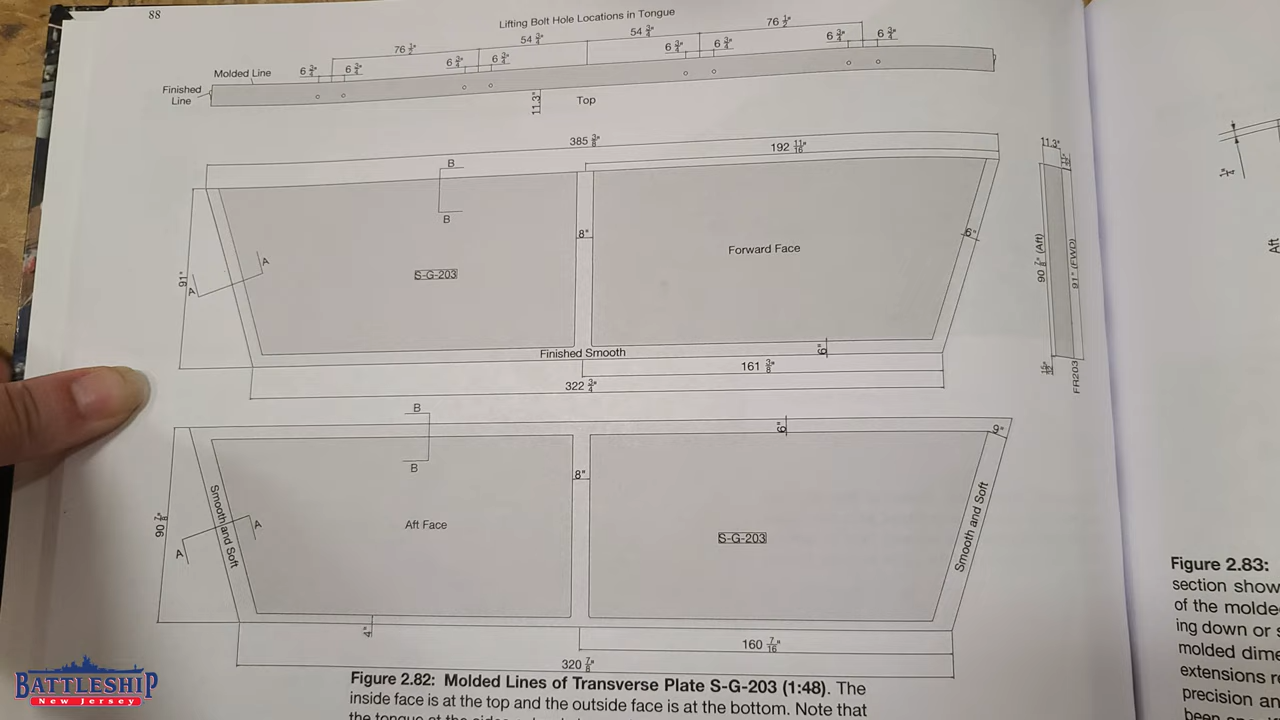 88
Lifting Bolt Hole Locations in Tongue
76 1/2"
54 3/4"
54 3/4"
76 1/2"
6 3/4"
6 3/4"
6 3/4"
6 3/4"
6 3/4"
6 3/4"
6 3/4"
6 3/4"
Molded Line
Finished
Line
11.3"
Top
385 3/8"
192 11/16"
B
B
8"
Forward Face
6"
A
A
91"
S-G-203
Finished Smooth
6"
161 3/8"
322 3/4"
11.3"
90 7/8" (Aft)
91" (FWD)
FR203
B
B
6"
9"
8"
Smooth and Soft
Aft Face
A
A
90 7/8"
S-G-203
Smooth and Soft
4"
160 7/16"
320 7/8"
Figure 2.82: Molded Lines of Transverse Plate S-G-203 (1:48). The
inside face is at the top and the outside face is at the bottom. Note that
1/4"
Aft
Figure 2.83:
section show
of the molde
ing down or s
molded dime
extensions re
precision an
BATTLESHIP
New Jersey